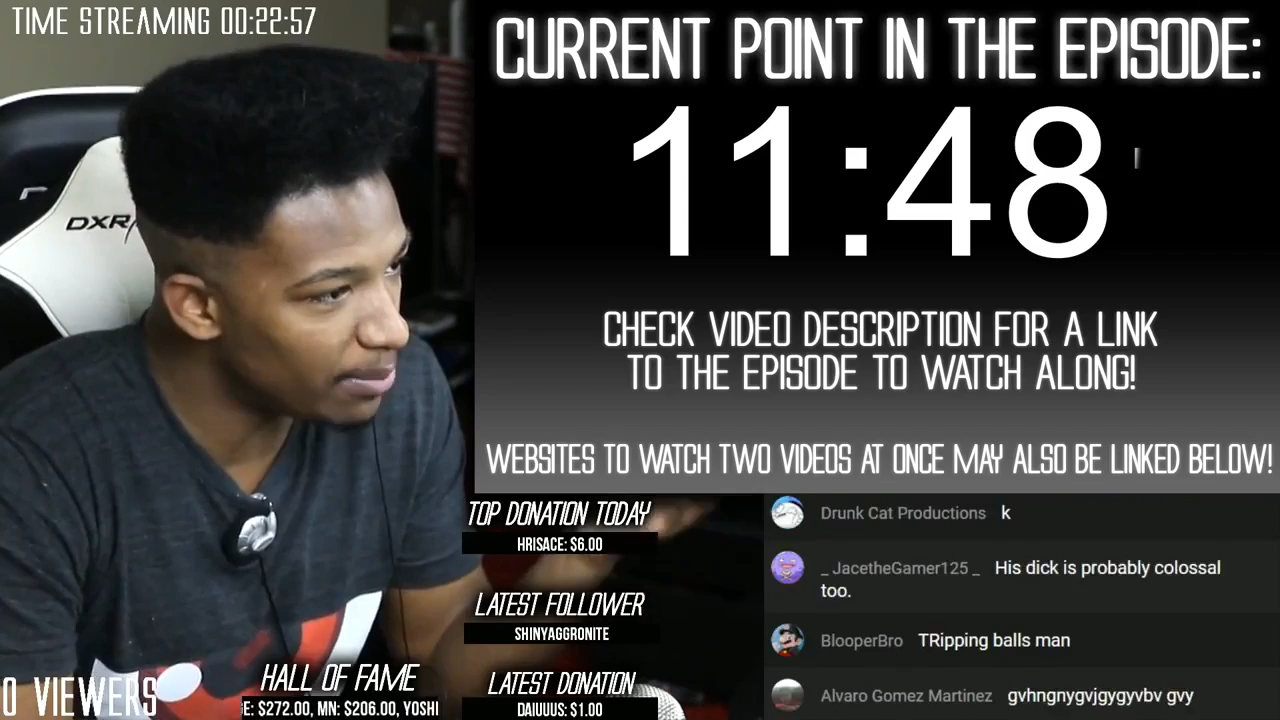 TIME STREAMING 00:22:57
CURRENT POINT IN THE EPISODE:
11:48
CHECK VIDEO DESCRIPTION FOR A LINK
TO THE EPISODE TO WATCH ALONG!
WEBSITES TO WATCH TWO VIDEOS AT ONCE MAY ALSO BE LINKED BELOW!
DXR
TOP DONATION TODAY
HRISACE: $6.00
LATEST FOLLOWER
SHINYAGGRONITE
LATEST DONATION
DAIUUUS: $1.00
HALL OF FAME
E: $272.00, MN: $206.00, YOSHI
0 VIEWERS
Drunk Cat Productions k
_ JacetheGamer125 _ His dick is probably colossal
too.
BlooperBro TRipping balls man
Alvaro Gomez Martinez gvhngnygvjgygyvbv gvy